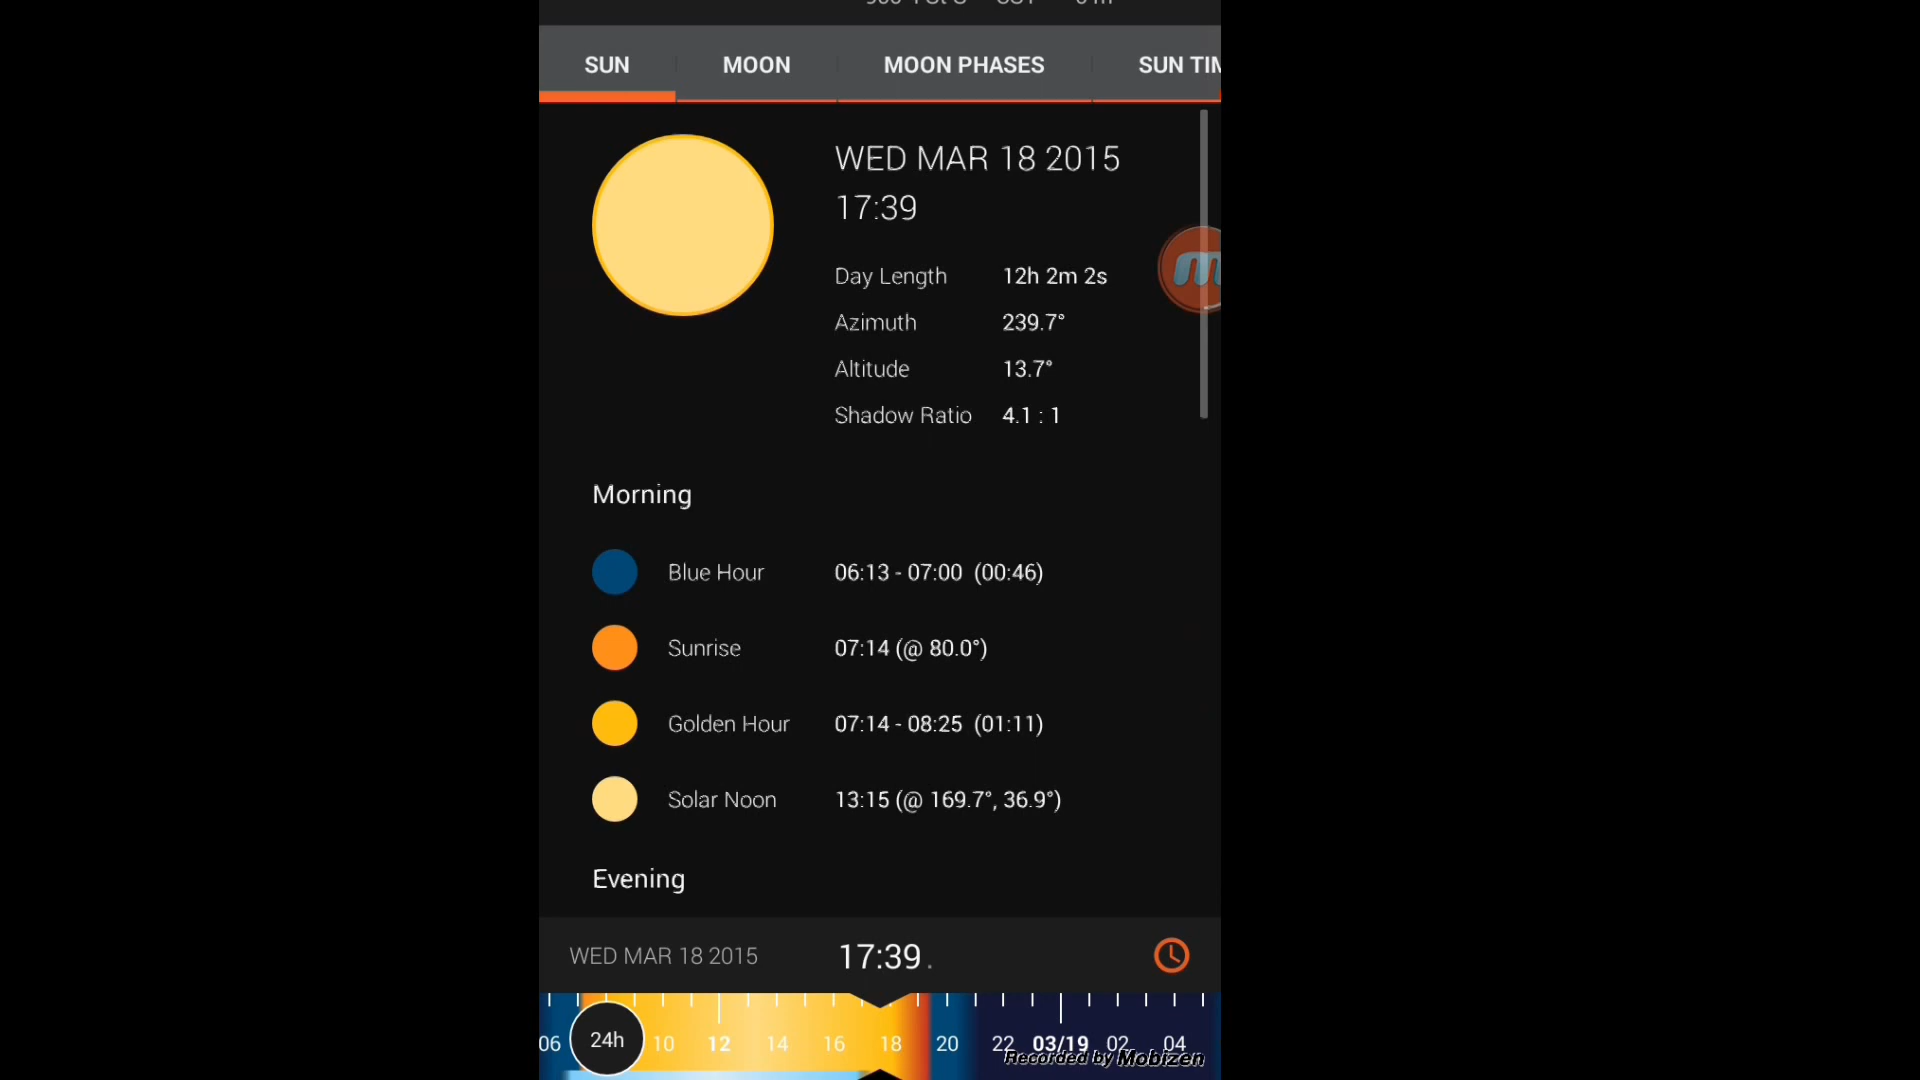 SUN MOON MOON PHASES SUN TIM
WED MAR 18 2015
17:39
Day Length 12h 2m 2s
Azimuth 239.7°
Altitude 13.7°
Shadow Ratio 4.1 : 1
Morning
Blue Hour 06:13 - 07:00 (00:46)
Sunrise 07:14 (@ 80.0°)
Golden Hour 07:14 - 08:25 (01:11)
Solar Noon 13:15 (@ 169.7°, 36.9°)
Evening
WED MAR 18 2015 17:39
06 24h 10 12 14 16 18 20 22 03/19 02 04
Recorded by Mobizen